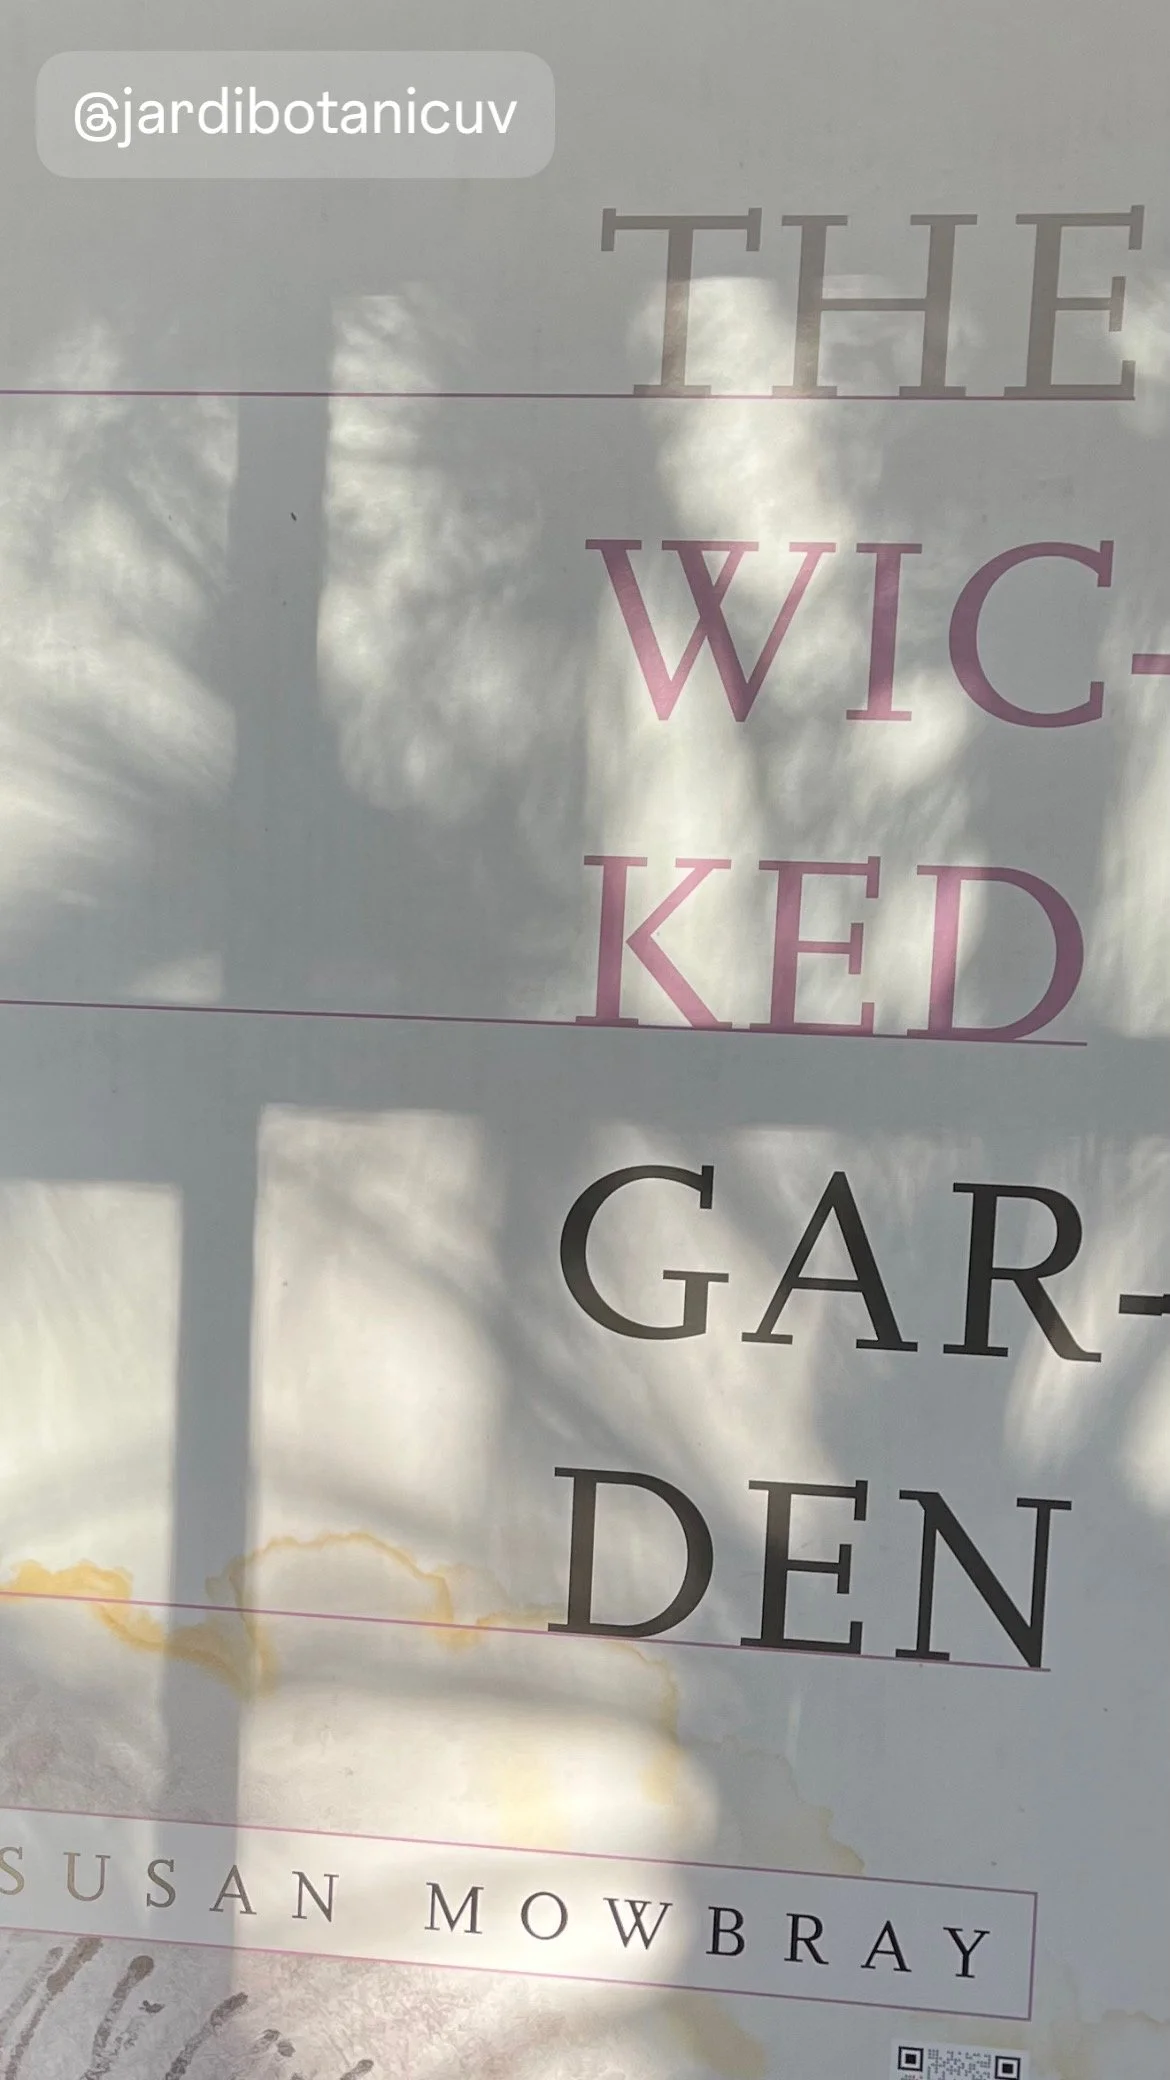 @jardibotanicuv
THE
WIC-
KED
GAR-
DEN
SUSAN MOWBRAY